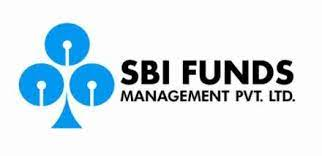 SBI FUNDS
MANAGEMENT PVT. LTD.